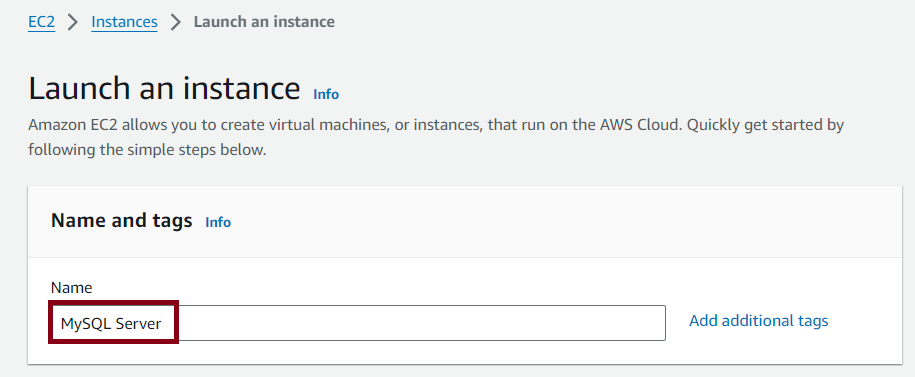 EC2 > Instances > Launch an instance
Launch an instance Info
Amazon EC2 allows you to create virtual machines, or instances, that run on the AWS Cloud. Quickly get started by
following the simple steps below.
Name and tags Info
Name
MySQL Server
Add additional tags